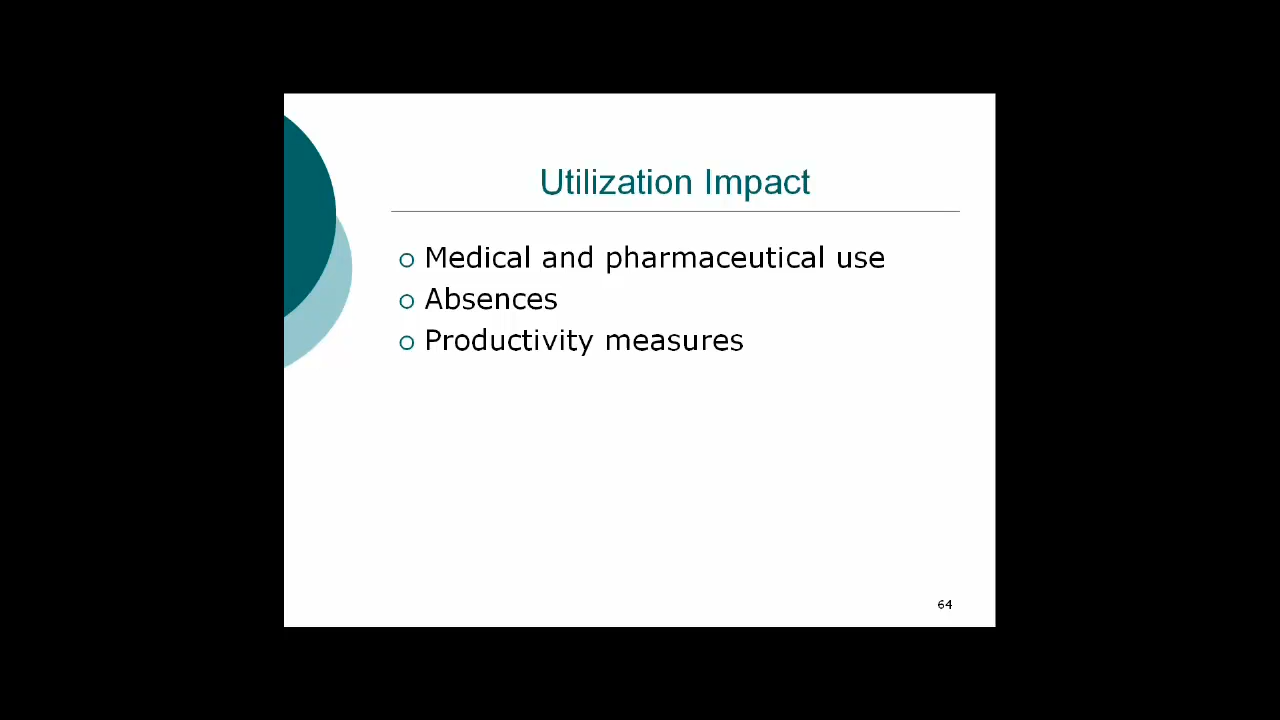 Utilization Impact
Medical and pharmaceutical use
Absences
Productivity measures
64